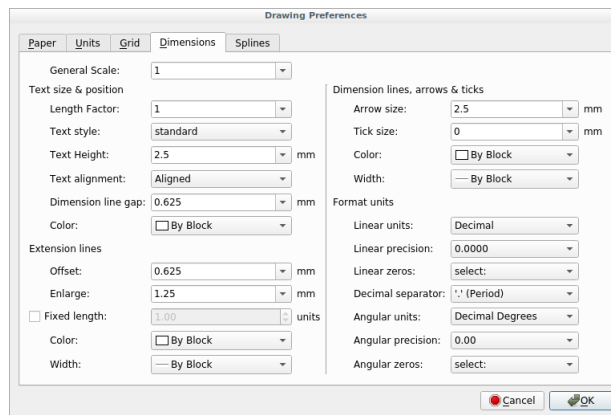 Drawing Preferences
Paper Units Grid Dimensions Splines
General Scale: 1
Text size & position
Length Factor: 1
Text style: standard
Text Height: 2.5 mm
Text alignment: Aligned
Dimension line gap: 0.625 mm
Color: By Block
Extension lines
Offset: 0.625 mm
Enlarge: 1.25 mm
Fixed length: 1.00 units
Color: By Block
Width: By Block
Dimension lines, arrows & ticks
Arrow size: 2.5 mm
Tick size: 0 mm
Color: By Block
Width: By Block
Format units
Linear units: Decimal
Linear precision: 0.0000
Linear zeros: select:
Decimal separator: '.' (Period)
Angular units: Decimal Degrees
Angular precision: 0.00
Angular zeros: select:
Cancel OK